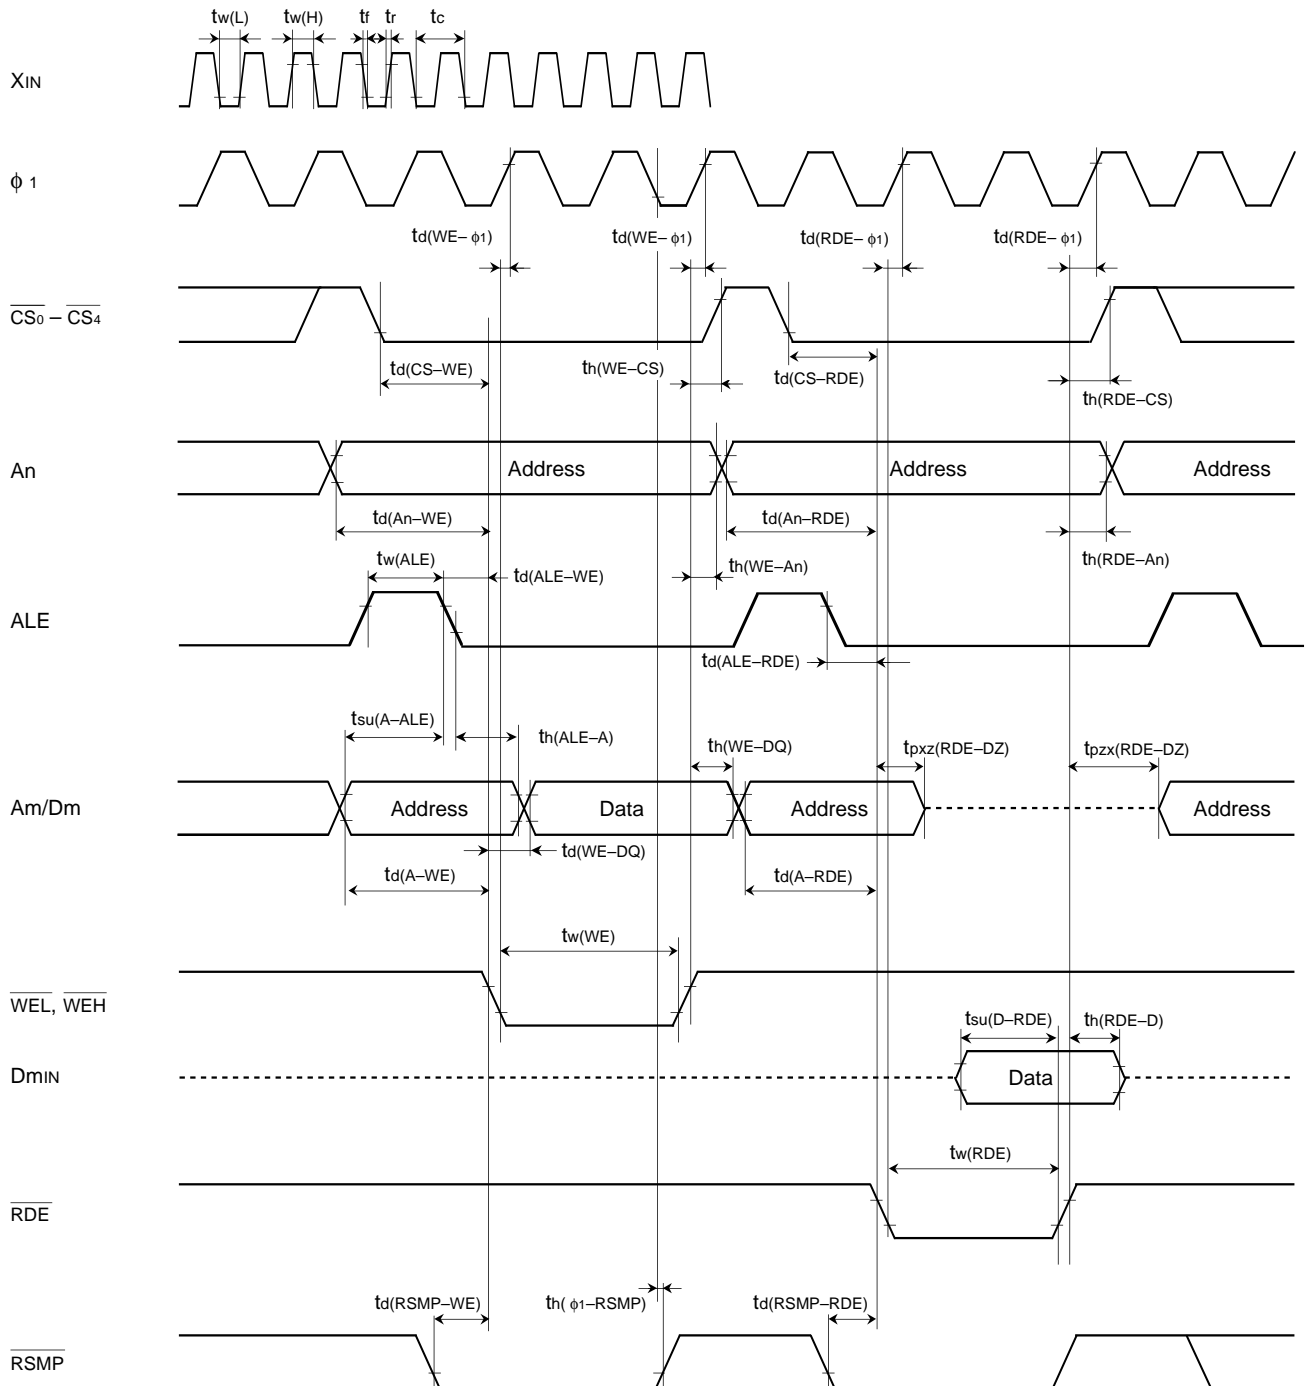 tw(L) tw(H) tf tr tc
XIN
ϕ 1
td(WE– ϕ1) td(WE– ϕ1) td(RDE– ϕ1) td(RDE– ϕ1)
CS0 – CS4
td(CS–WE) th(WE–CS) td(CS–RDE) th(RDE–CS)
An Address Address Address
td(An–WE) td(An–RDE)
tw(ALE) td(ALE–WE) th(WE–An) th(RDE–An)
ALE
td(ALE–RDE)
tsu(A–ALE) th(ALE–A) th(WE–DQ) tpxz(RDE–DZ) tpzx(RDE–DZ)
Am/Dm Address Data Address Address
td(WE–DQ)
td(A–WE) td(A–RDE)
tw(WE)
WEL, WEH
tsu(D–RDE) th(RDE–D)
DmIN Data
tw(RDE)
RDE
td(RSMP–WE) th( ϕ1–RSMP) td(RSMP–RDE)
RSMP